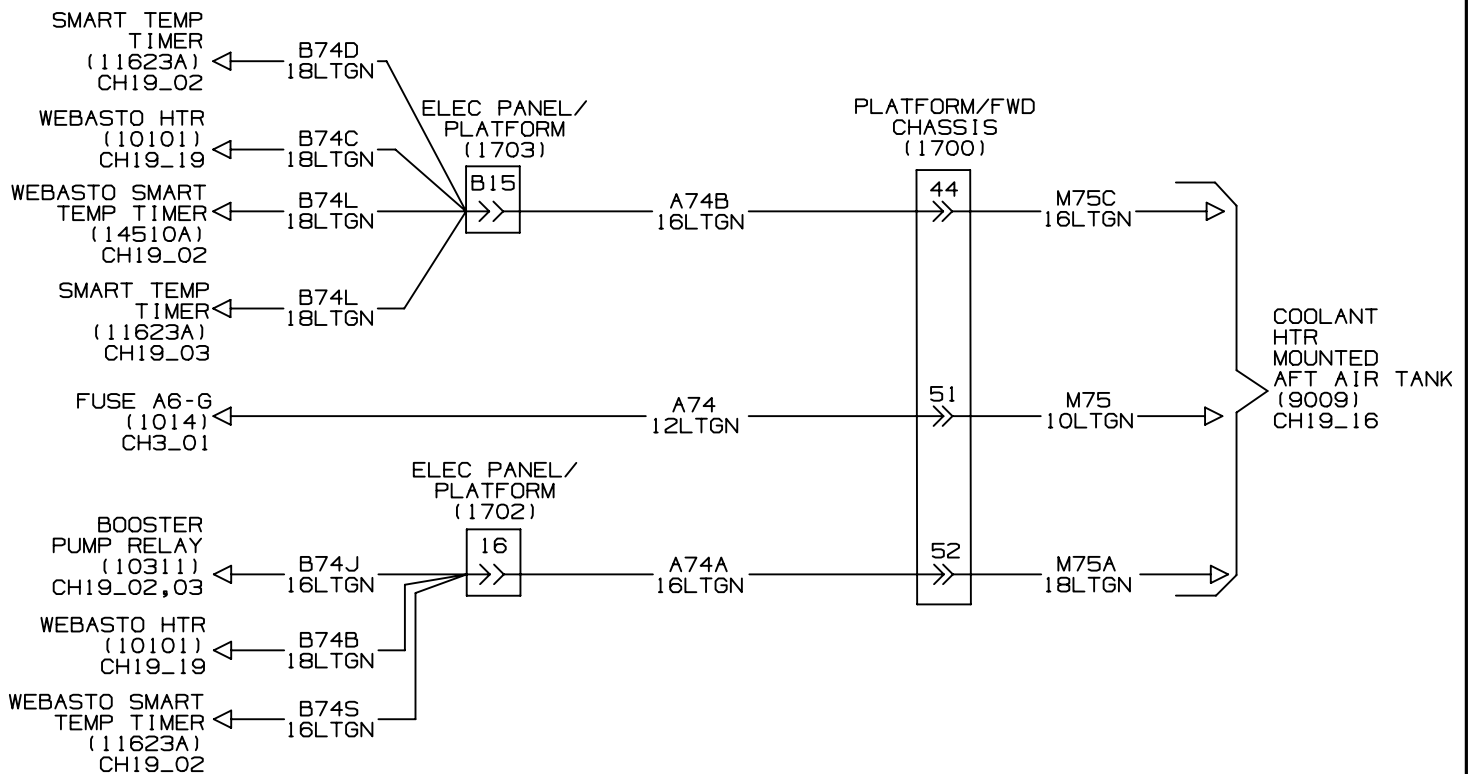 SMART TEMP
TIMER
(11623A)
CH19_02
B74D
18LTGN
WEBASTO HTR
(10101)
CH19_19
B74C
18LTGN
WEBASTO SMART
TEMP TIMER
(14510A)
CH19_02
B74L
18LTGN
SMART TEMP
TIMER
(11623A)
CH19_03
B74L
18LTGN
ELEC PANEL/
PLATFORM
(1703)
B15
A74B
16LTGN
PLATFORM/FWD
CHASSIS
(1700)
44
M75C
16LTGN
FUSE A6-G
(1014)
CH3_01
A74
12LTGN
51
M75
10LTGN
COOLANT
HTR
MOUNTED
AFT AIR TANK
(9009)
CH19_16
ELEC PANEL/
PLATFORM
(1702)
16
BOOSTER
PUMP RELAY
(10311)
CH19_02,03
B74J
16LTGN
A74A
16LTGN
52
M75A
18LTGN
WEBASTO HTR
(10101)
CH19_19
B74B
18LTGN
WEBASTO SMART
TEMP TIMER
(11623A)
CH19_02
B74S
16LTGN